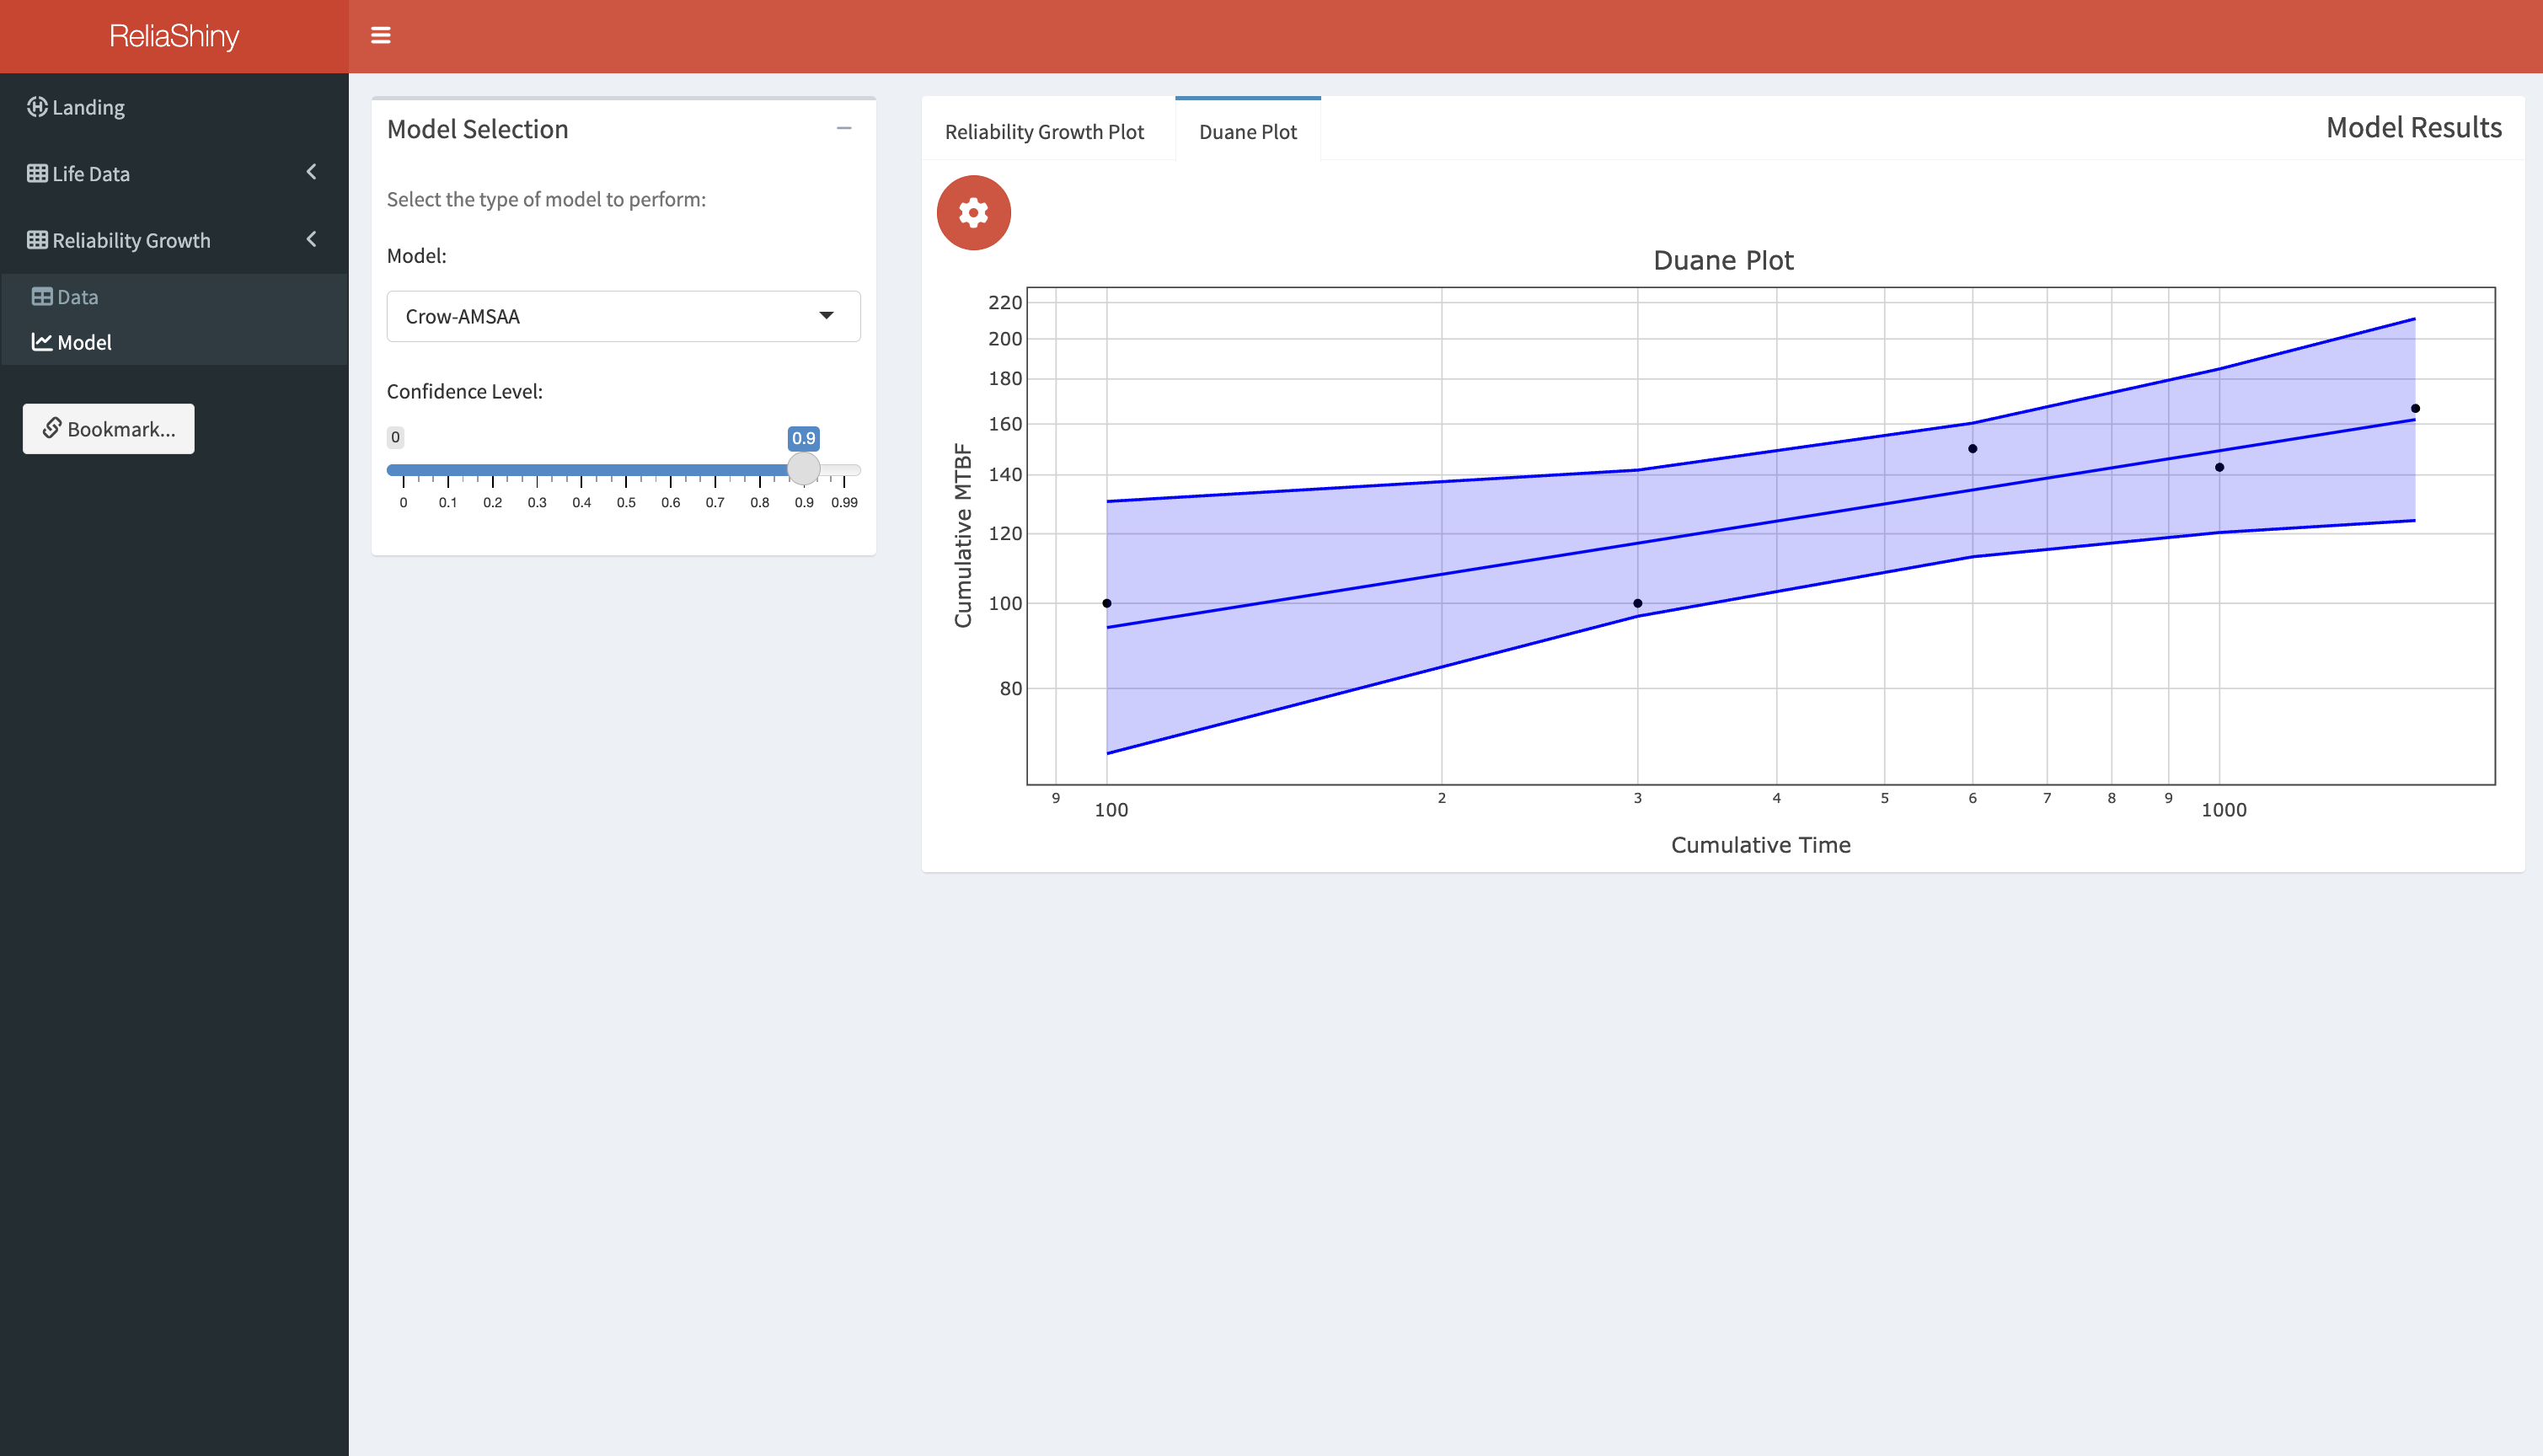 ReliaShiny
Landing
Life Data
Reliability Growth
Data
Model
Bookmark...
Model Selection
Select the type of model to perform:
Model:
Crow-AMSAA
Confidence Level:
0
0.9
0 0.1 0.2 0.3 0.4 0.5 0.6 0.7 0.8 0.9 0.99
Reliability Growth Plot Duane Plot Model Results
Duane Plot
220
200
180
160
140
120
100
80
Cumulative MTBF
9 100 2 3 4 5 6 7 8 9 1000
Cumulative Time